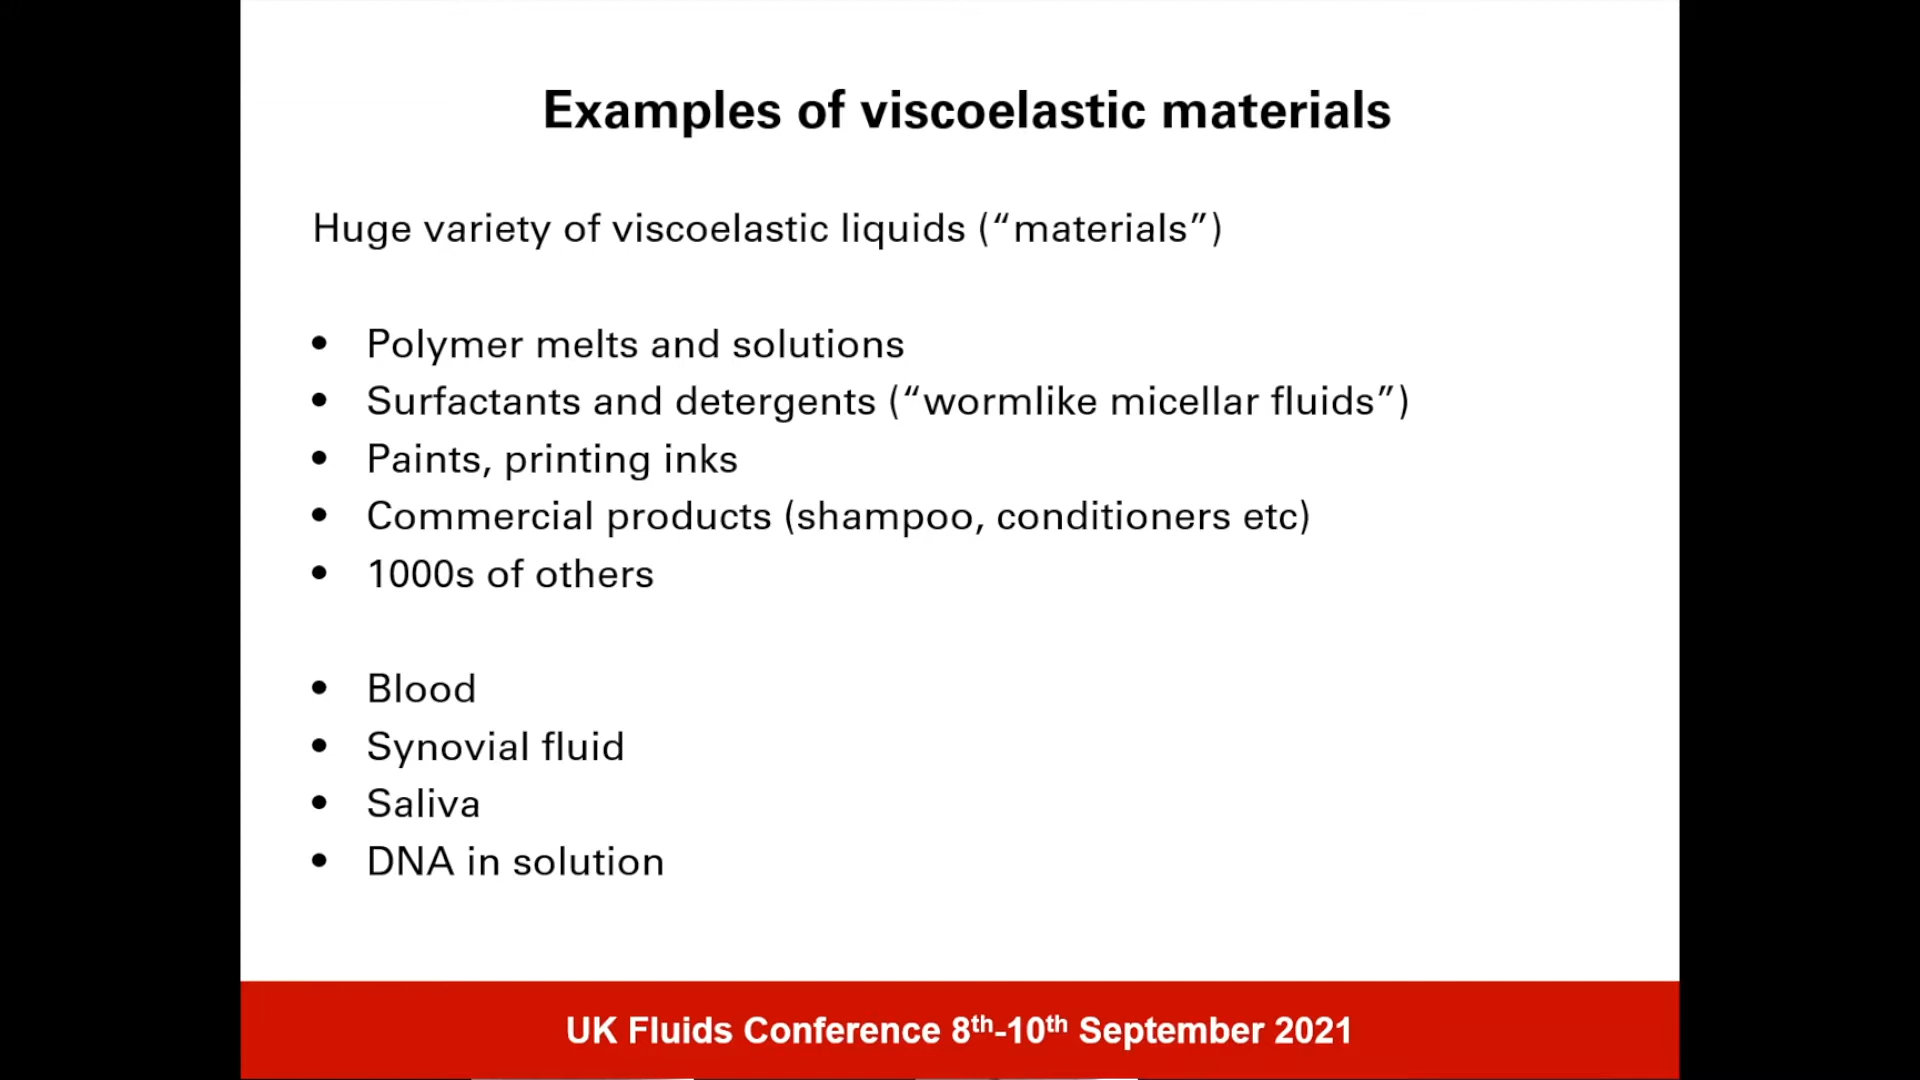 Examples of viscoelastic materials
Huge variety of viscoelastic liquids (“materials”)
• Polymer melts and solutions
• Surfactants and detergents (“wormlike micellar fluids”)
• Paints, printing inks
• Commercial products (shampoo, conditioners etc)
• 1000s of others
• Blood
• Synovial fluid
• Saliva
• DNA in solution
UK Fluids Conference 8th-10th September 2021